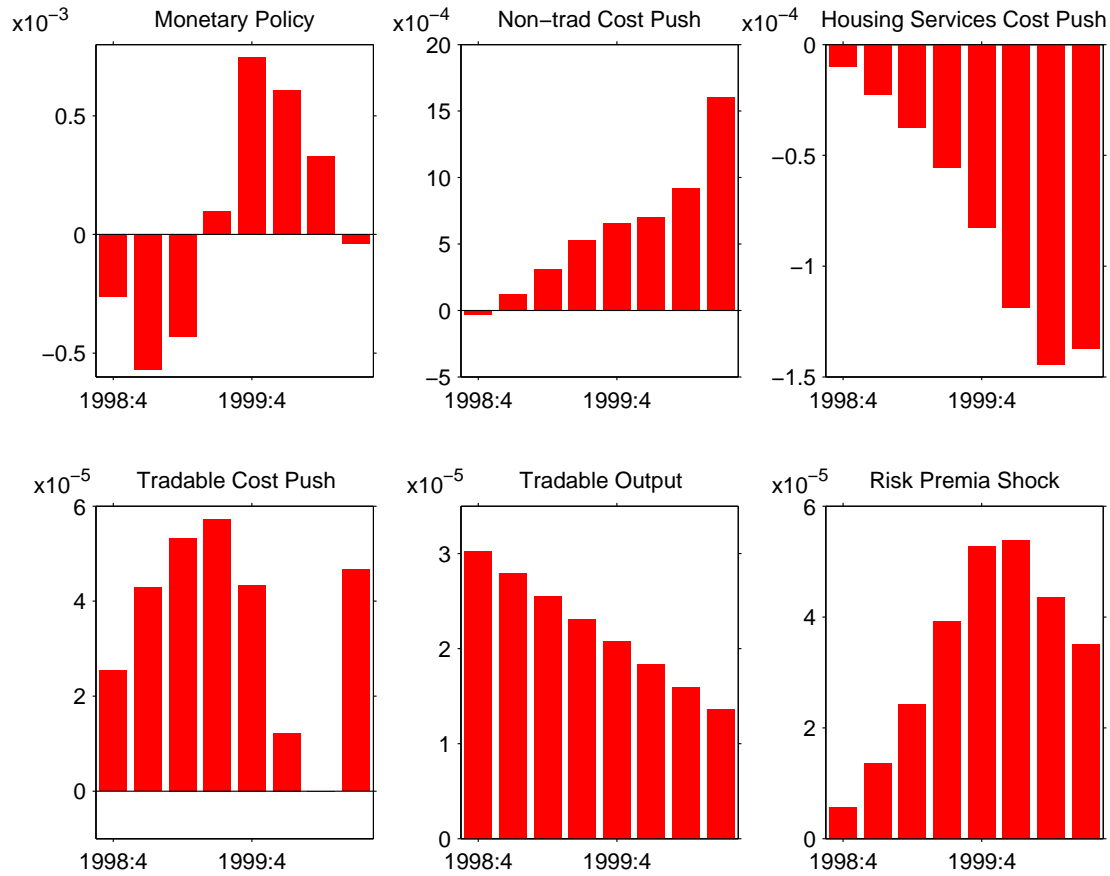 Monetary Policy
x10−3
0.5
0
−0.5
1998:4 1999:4
Non−trad Cost Push
x10−4
20
15
10
5
0
−5
1998:4 1999:4
Housing Services Cost Push
x10−4
0
−0.5
−1
−1.5
1998:4 1999:4
Tradable Cost Push
x10−5
6
4
2
0
1998:4 1999:4
Tradable Output
x10−5
3
2
1
0
1998:4 1999:4
Risk Premia Shock
x10−5
6
4
2
0
1998:4 1999:4